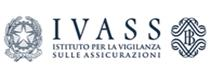 IVASS
ISTITUTO PER LA VIGILANZA
SULLE ASSICURAZIONI